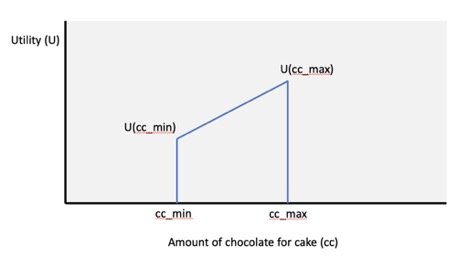 Utility (U)
U(cc_max)
U(cc_min)
cc_min
cc_max
Amount of chocolate for cake (cc)